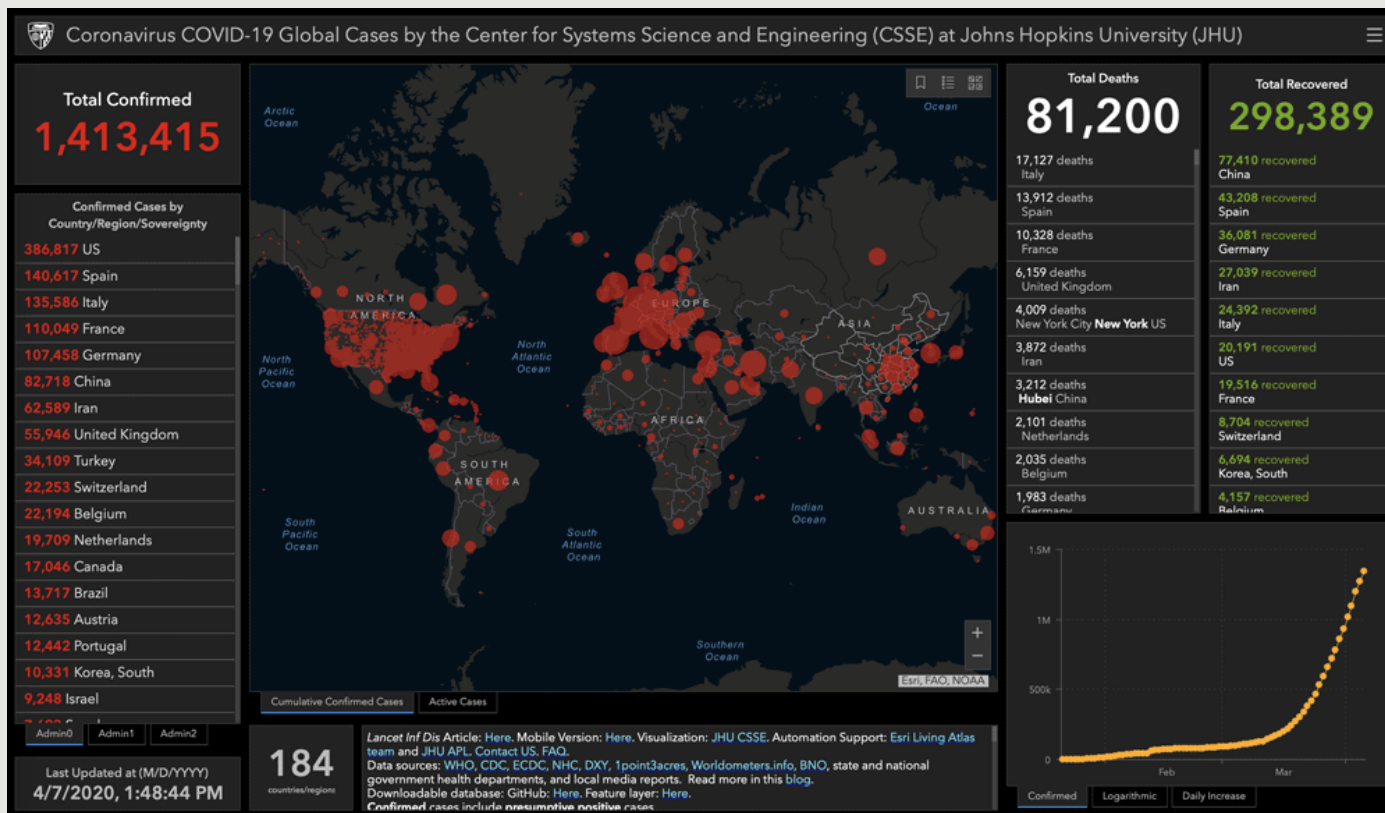 Coronavirus COVID-19 Global Cases by the Center for Systems Science and Engineering (CSSE) at Johns Hopkins University (JHU)
Total Confirmed
1,413,415
Confirmed Cases by
Country/Region/Sovereignty
386,817 US
140,617 Spain
135,586 Italy
110,049 France
107,458 Germany
82,718 China
62,589 Iran
55,946 United Kingdom
34,109 Turkey
22,253 Switzerland
22,194 Belgium
19,709 Netherlands
17,046 Canada
13,717 Brazil
12,635 Austria
12,442 Portugal
10,331 Korea, South
9,248 Israel
Admin0 Admin1 Admin2
Last Updated at (M/D/YYYY)
4/7/2020, 1:48:44 PM
Arctic
Ocean
Ocean
NORTH
AMERICA
EUROPE
ASIA
North
Pacific
Ocean
North
Atlantic
Ocean
AFRICA
SOUTH
AMERICA
Indian
Ocean
AUSTRALIA
South
Pacific
Ocean
South
Atlantic
Ocean
Southern
Ocean
+
−
Esri, FAO, NOAA
Cumulative Confirmed Cases Active Cases
184
countries/regions
Lancet Inf Dis Article: Here. Mobile Version: Here. Visualization: JHU CSSE. Automation Support: Esri Living Atlas
team and JHU APL. Contact US. FAQ.
Data sources: WHO, CDC, ECDC, NHC, DXY, 1point3acres, Worldometers.info, BNO, state and national
government health departments, and local media reports. Read more in this blog.
Downloadable database: GitHub: Here. Feature layer: Here.
Confirmed cases include presumptive positive cases
Total Deaths
81,200
17,127 deaths
Italy
13,912 deaths
Spain
10,328 deaths
France
6,159 deaths
United Kingdom
4,009 deaths
New York City New York US
3,872 deaths
Iran
3,212 deaths
Hubei China
2,101 deaths
Netherlands
2,035 deaths
Belgium
1,983 deaths
Germany
Total Recovered
298,389
77,410 recovered
China
43,208 recovered
Spain
36,081 recovered
Germany
27,039 recovered
Iran
24,392 recovered
Italy
20,191 recovered
US
19,516 recovered
France
8,704 recovered
Switzerland
6,694 recovered
Korea, South
4,157 recovered
Belgium
1.5M
1M
500k
0
Feb Mar
Confirmed Logarithmic Daily Increase